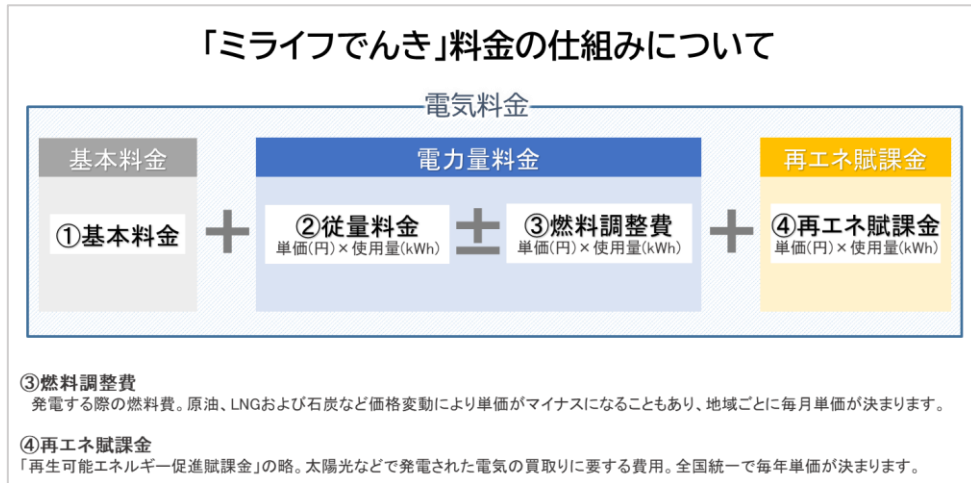 「ミライフでんき」料金の仕組みについて
電気料金
基本料金
電力量料金
再エネ賦課金
①基本料金
+
②従量料金
単価(円)×使用量(kWh)
±
③燃料調整費
単価(円)×使用量(kWh)
+
④再エネ賦課金
単価(円)×使用量(kWh)
③燃料調整費
発電する際の燃料費。原油、LNGおよび石炭など価格変動により単価がマイナスになることもあり、地域ごとに毎月単価が決まります。
④再エネ賦課金
「再生可能エネルギー促進賦課金」の略。太陽光などで発電された電気の買取りに要する費用。全国統一で毎年単価が決まります。